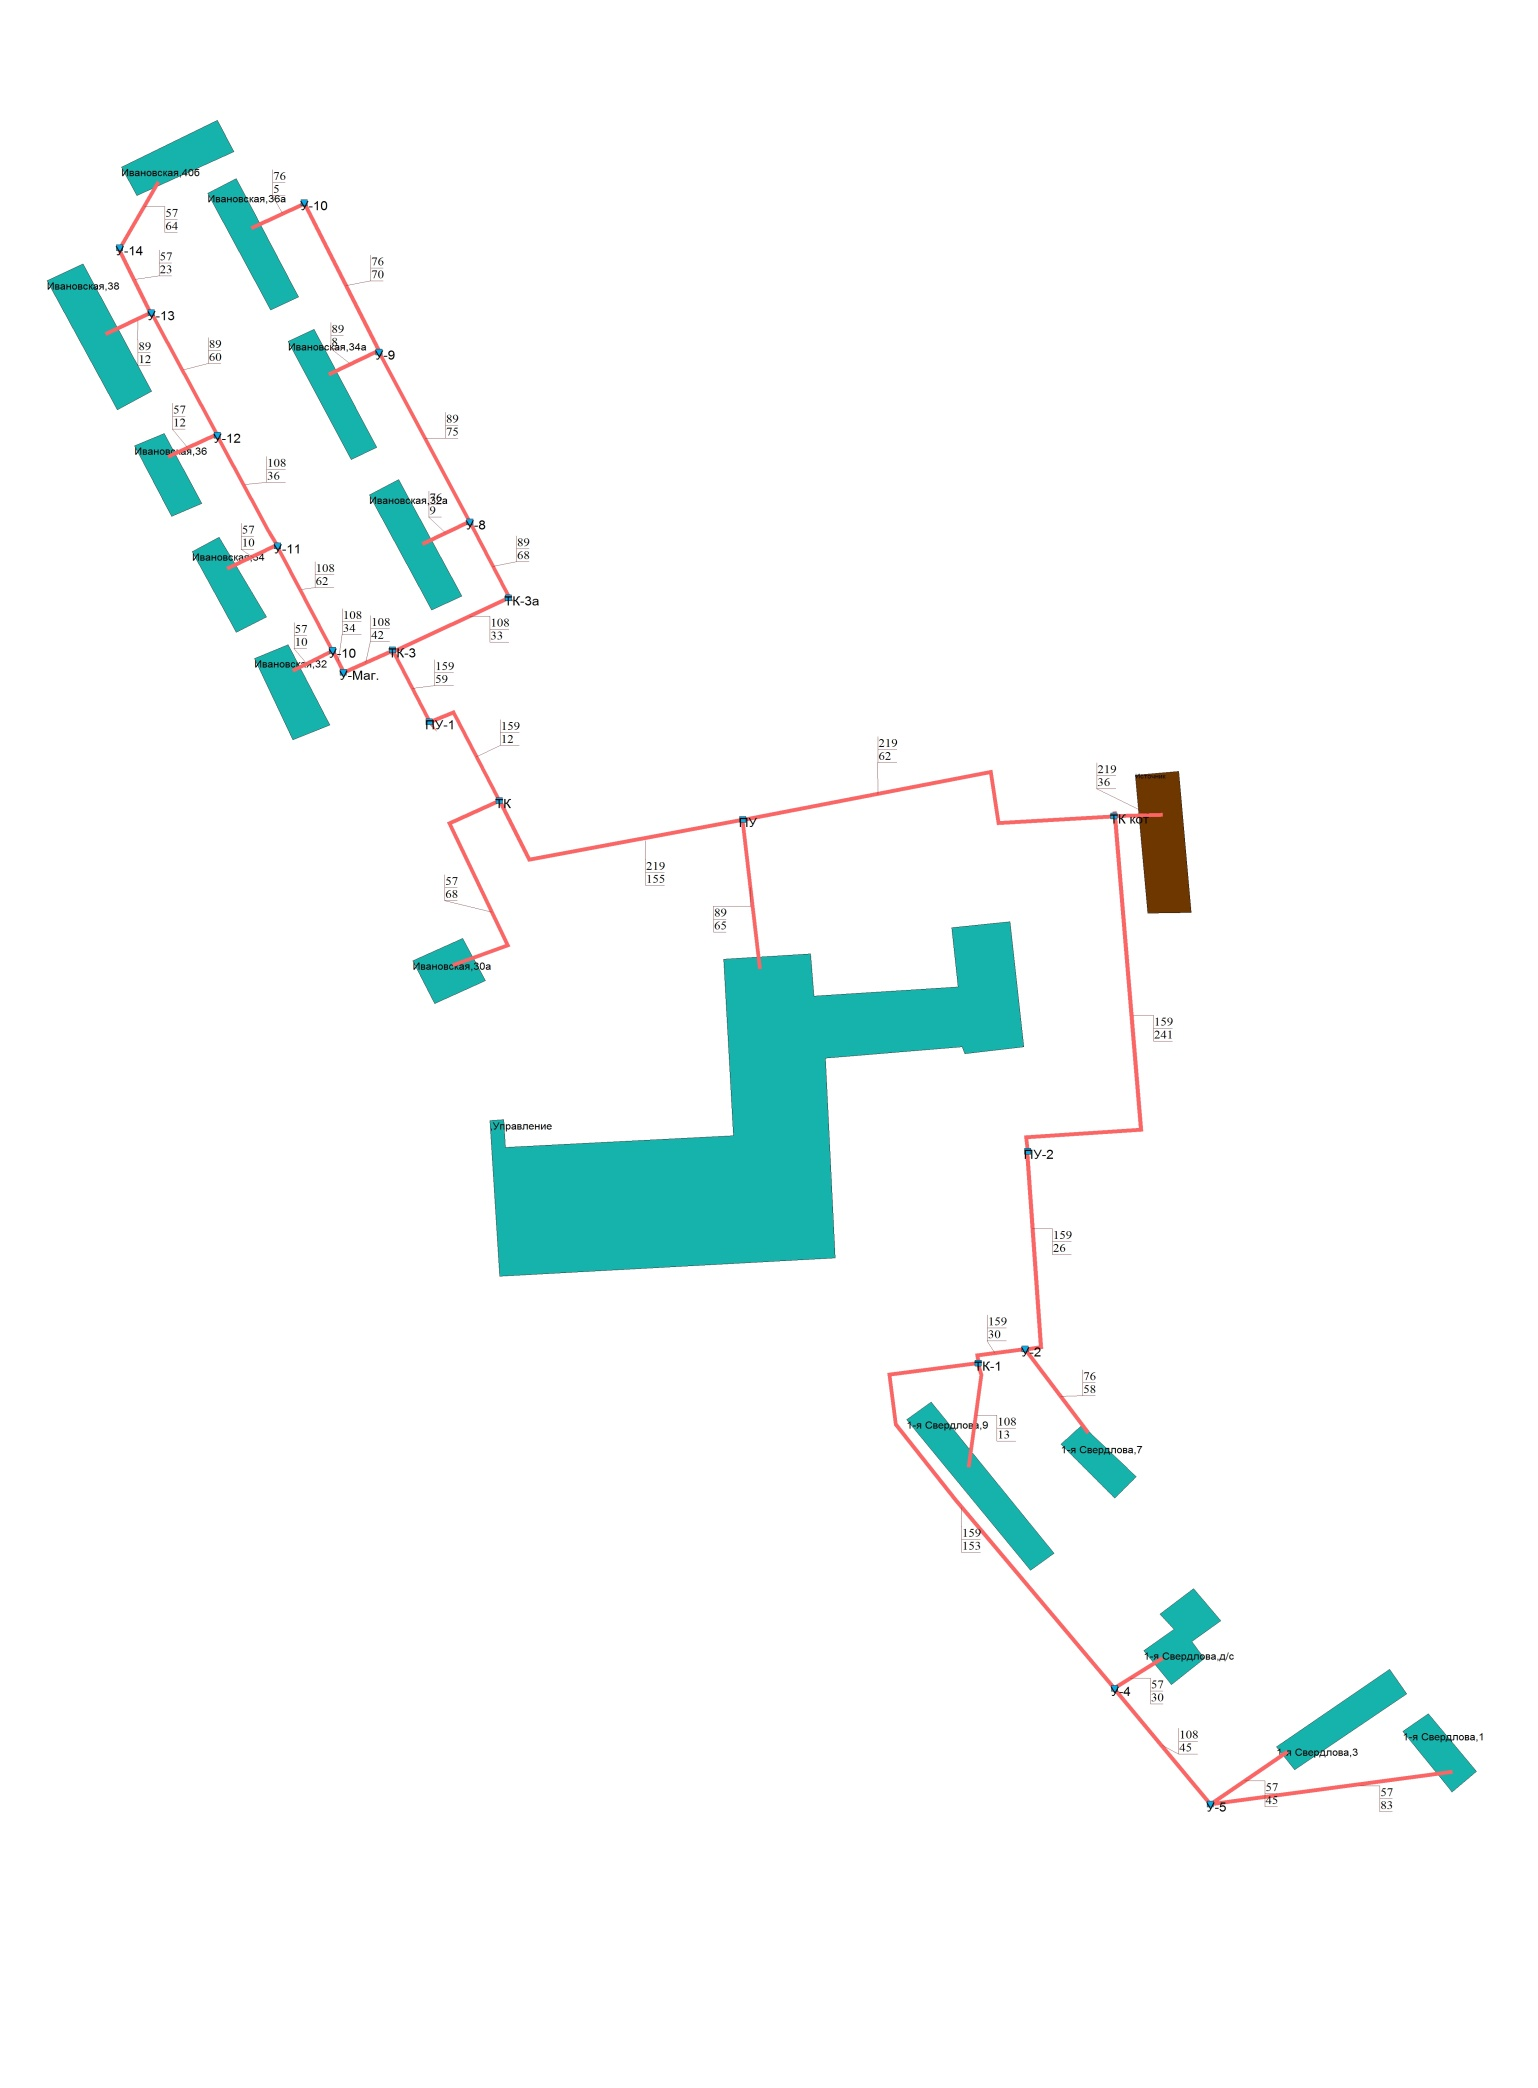 Ивановская,40б
76
5
Ивановская,36а
У-10
57
64
У-14
57
23
76
70
Ивановская,38
У-13
89
8
89
12
89
60
Ивановская,34а
У-9
57
12
89
75
У-12
Ивановская,36
108
36
76
9
Ивановская,32а
У-8
57
10
89
68
У-11
Ивановская,34
108
62
ТК-3а
108
34
108
42
108
33
57
10
У-10
ТК-3
Ивановская,32
159
59
У-Маг.
ПУ-1
159
12
219
62
219
36
Источник
ТК
ПУ
ТК кот
219
155
57
68
89
65
Ивановская,30а
159
241
,Управление
ПУ-2
159
26
159
30
У-2
ТК-1
76
58
1-я Свердлова,9
108
13
1-я Свердлова,7
159
153
1-я Свердлова,д/с
57
30
У-4
108
45
1-я Свердлова,1
1-я Свердлова,3
57
45
57
83
У-5